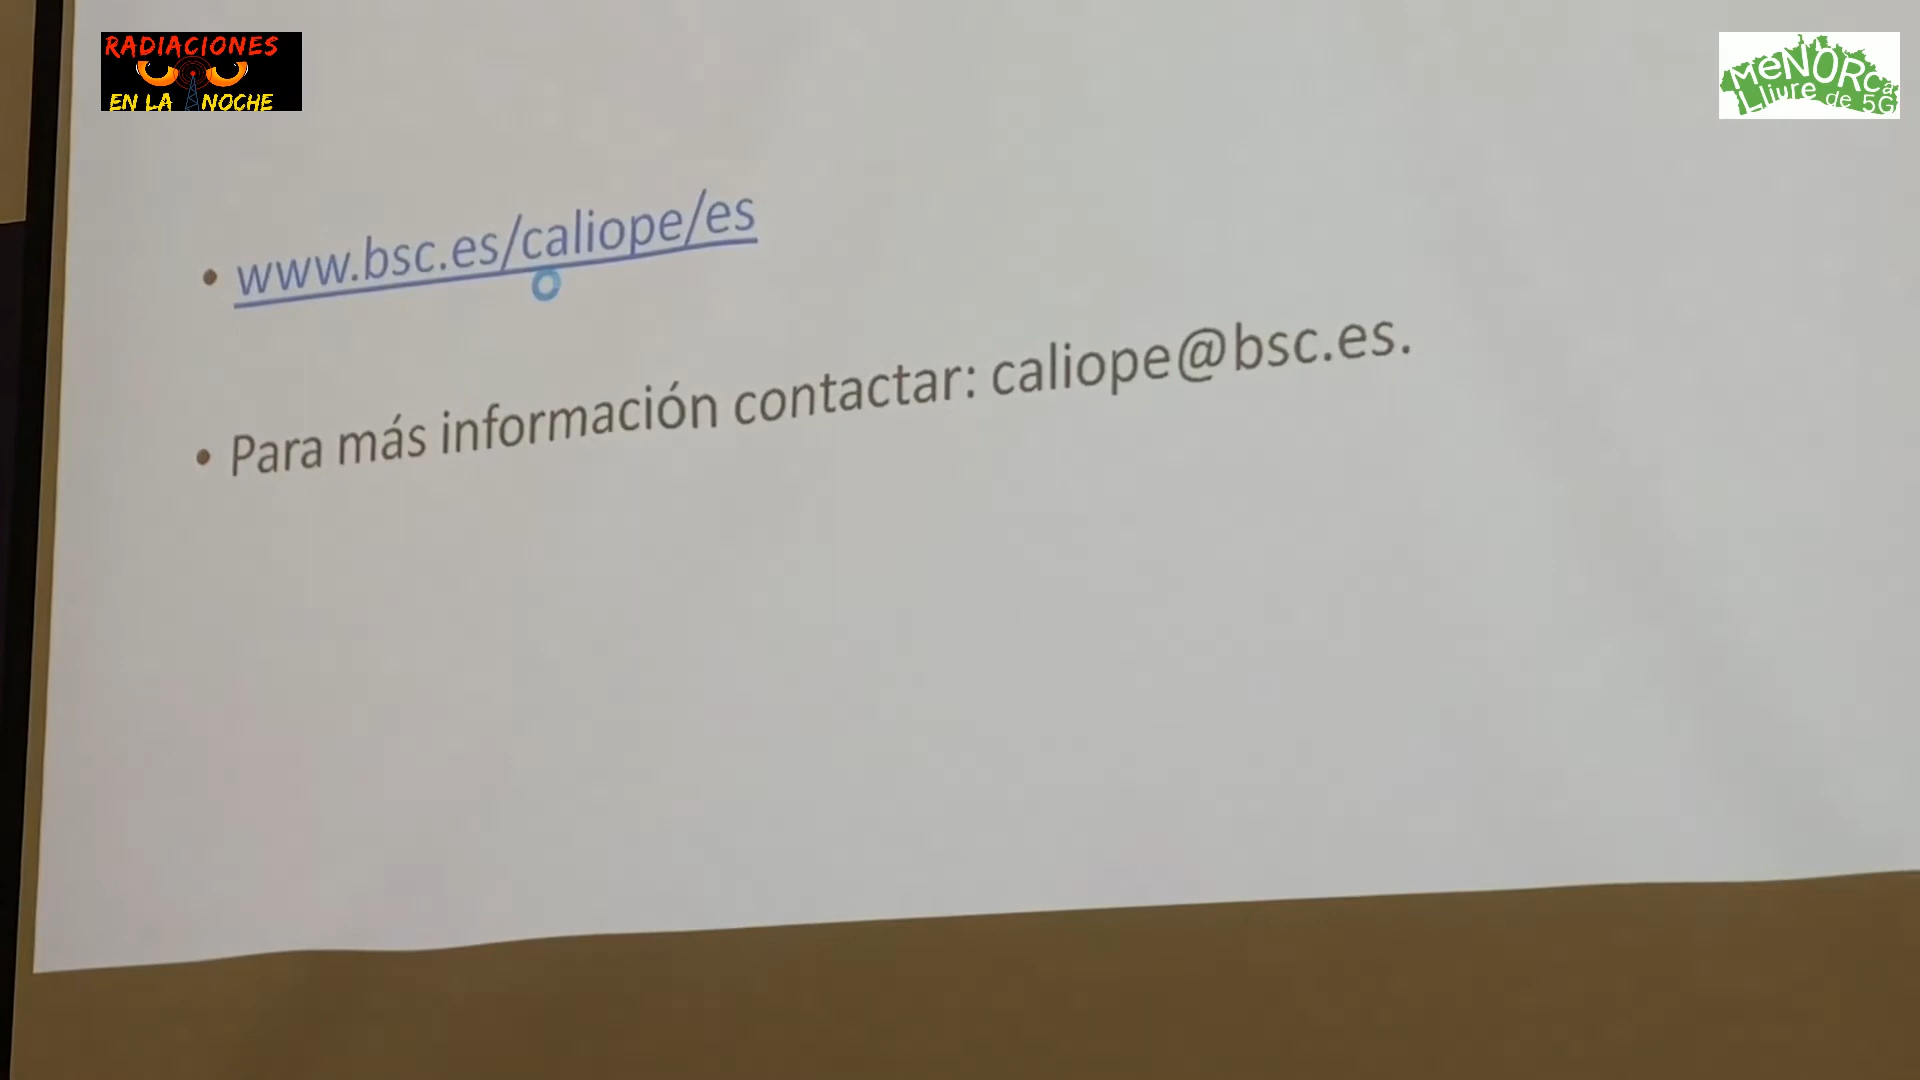 RADIACIONES
EN LA NOCHE
MeNORCa
Lliure de 5G
• www.bsc.es/caliope/es
• Para más información contactar: caliope@bsc.es.